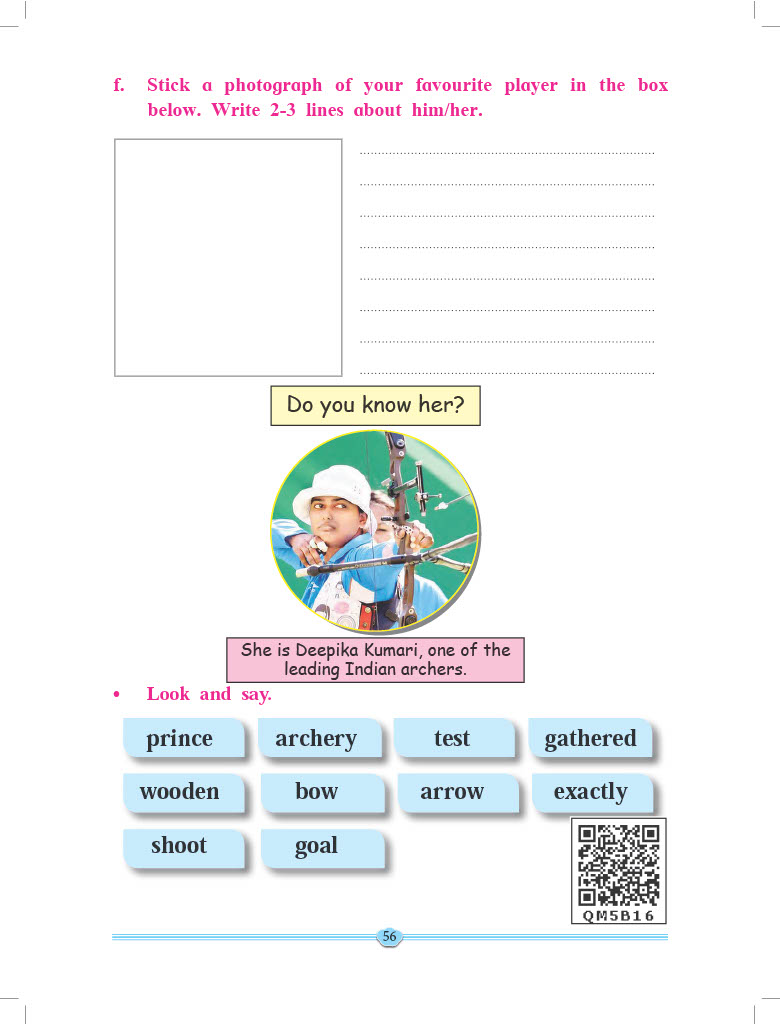 f. Stick a photograph of your favourite player in the box
below. Write 2-3 lines about him/her.
Do you know her?
She is Deepika Kumari, one of the
leading Indian archers.
• Look and say.
prince archery test gathered
wooden bow arrow exactly
shoot goal
QM5B16
56